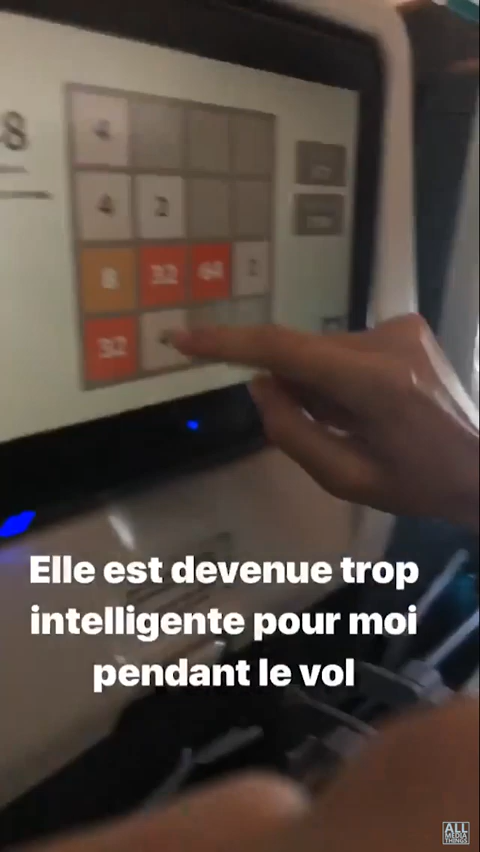 8
4
4 2
8 32 64 2
32
Elle est devenue trop
intelligente pour moi
pendant le vol
ALL
MEDIA
THINGS